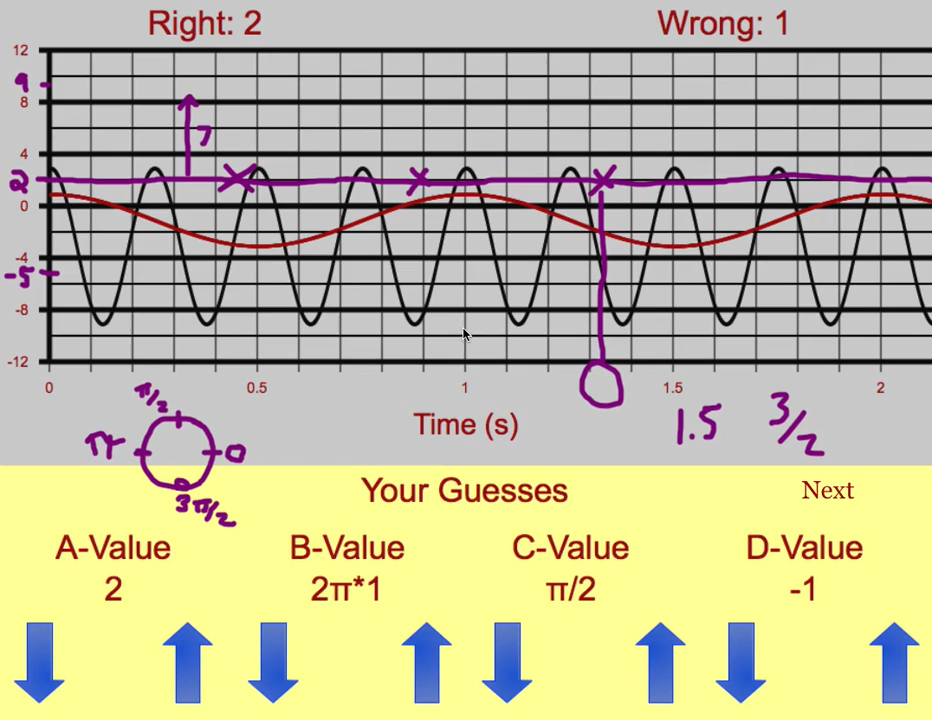 Right: 2 Wrong: 1
12
9
8
7
4
2
0
-4
-5
-8
-12
0 0.5 1 1.5 2
π/2
Time (s)
1.5 3/2
π 0
3π/2
Your Guesses Next
A-Value B-Value C-Value D-Value
2 2π*1 π/2 -1